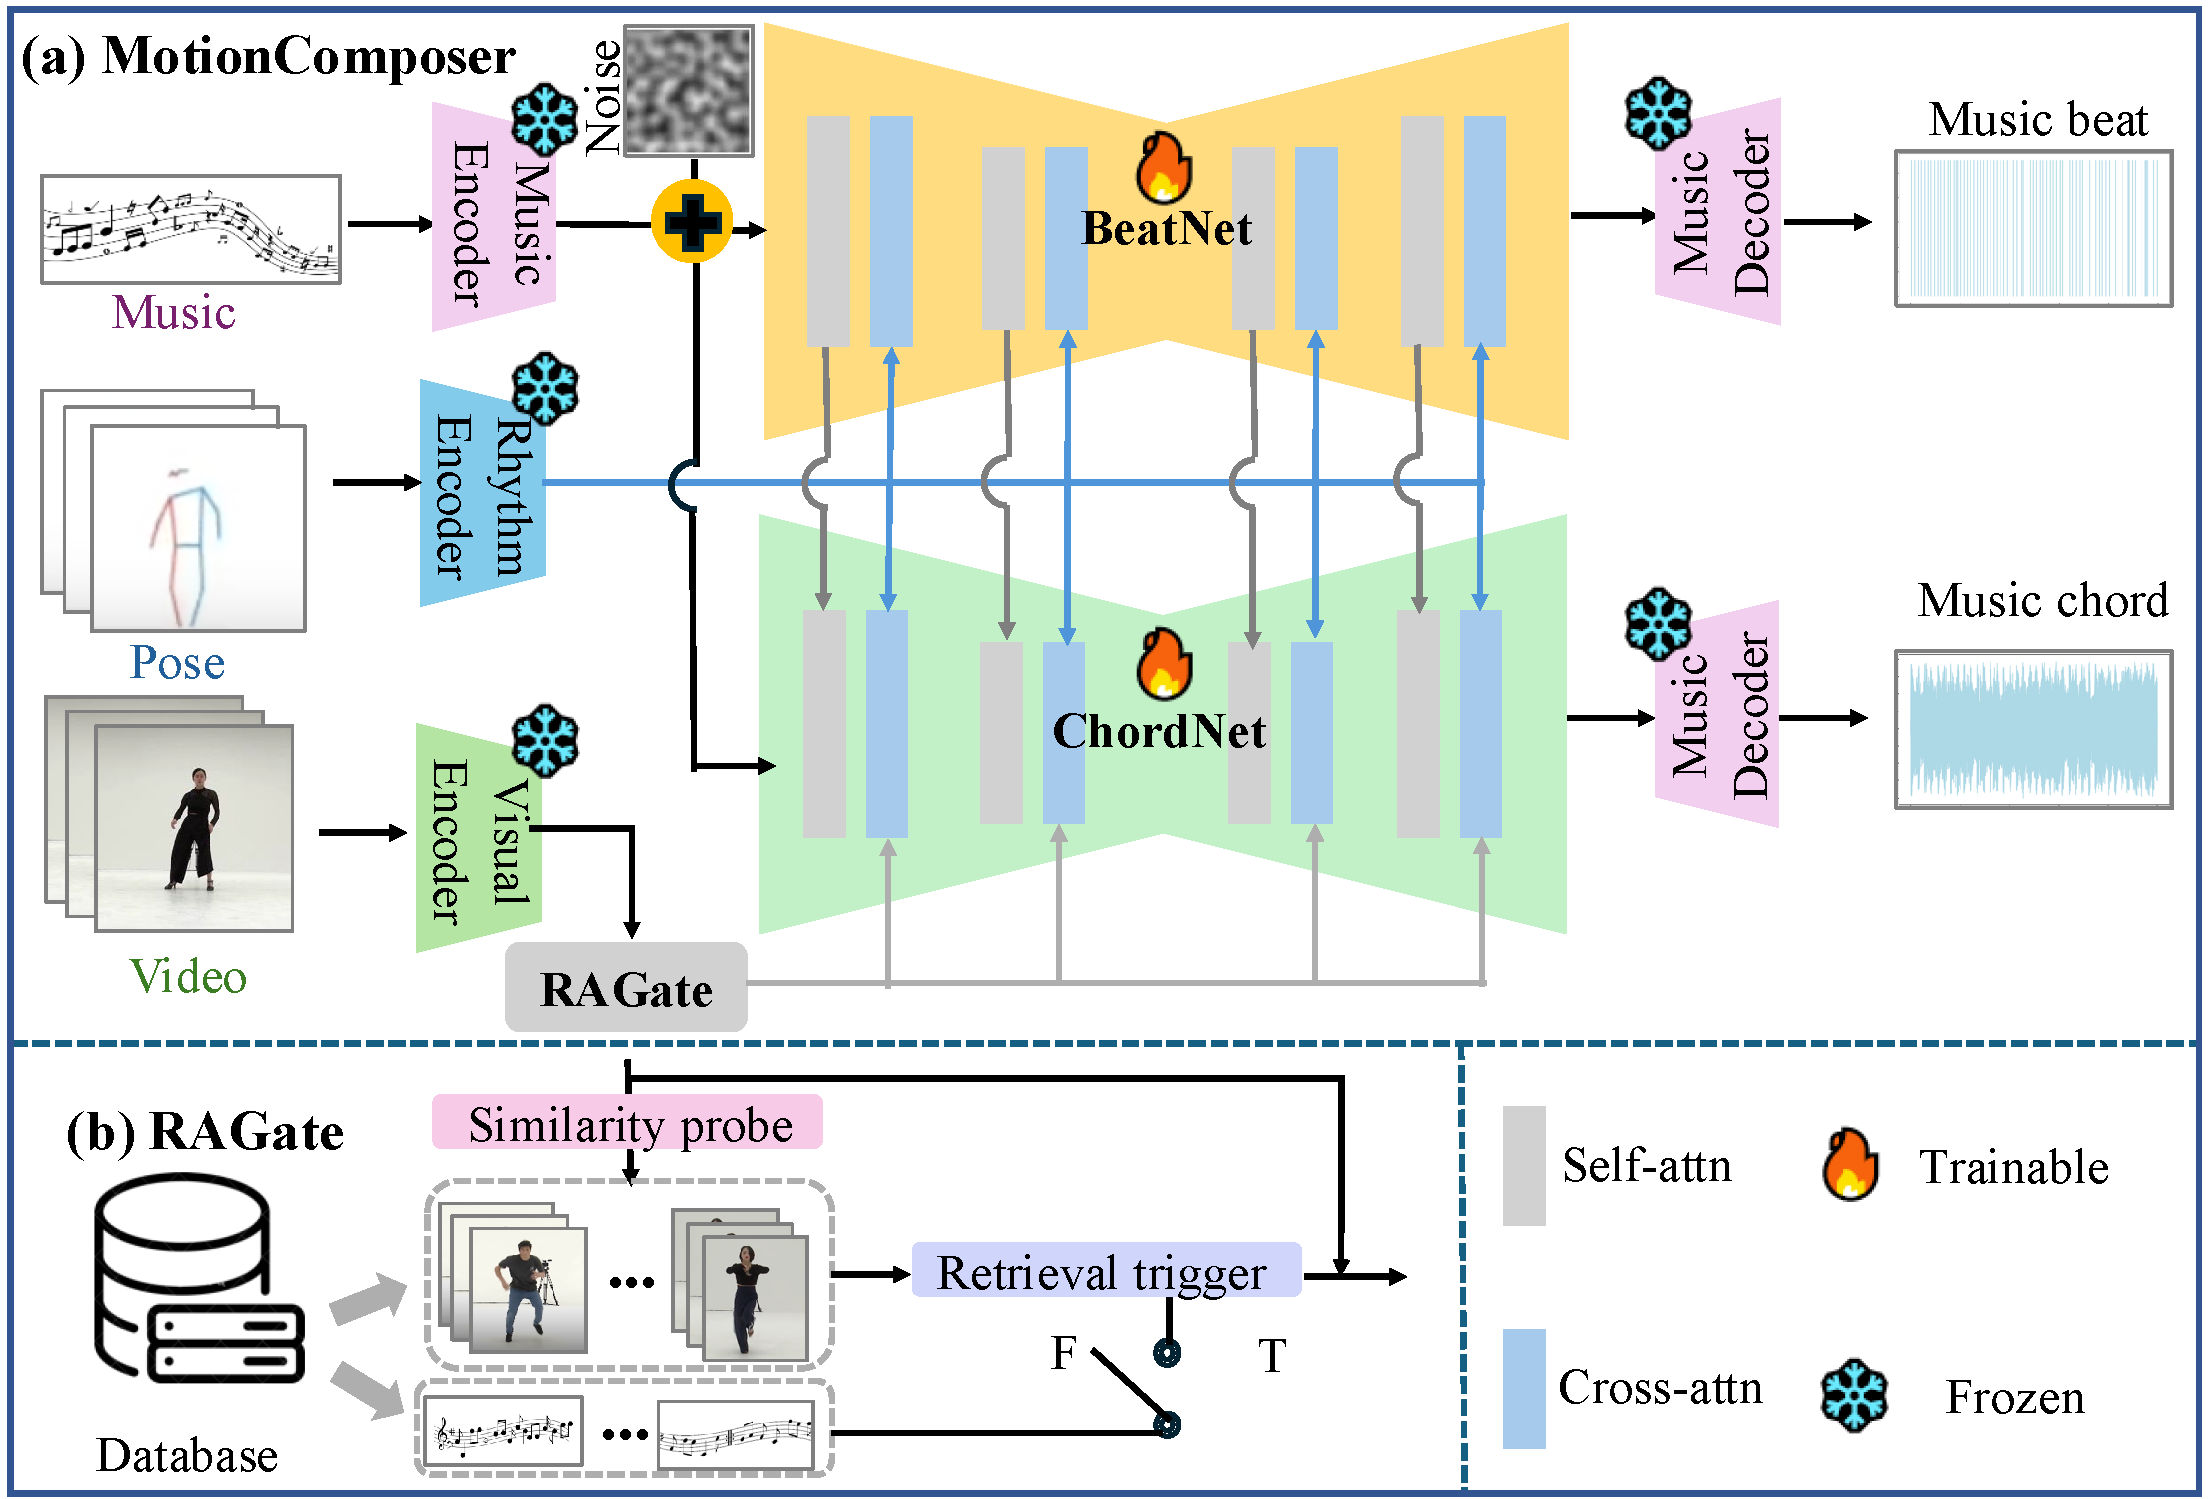 (a) MotionComposer
Noise
Music
Encoder
Music
BeatNet
Music
Decoder
Music beat
Rhythm
Encoder
Pose
ChordNet
Music
Decoder
Music chord
Visual
Encoder
Video
RAGate
(b) RAGate
Similarity probe
Retrieval trigger
F
T
Database
Self-attn
Trainable
Cross-attn
Frozen